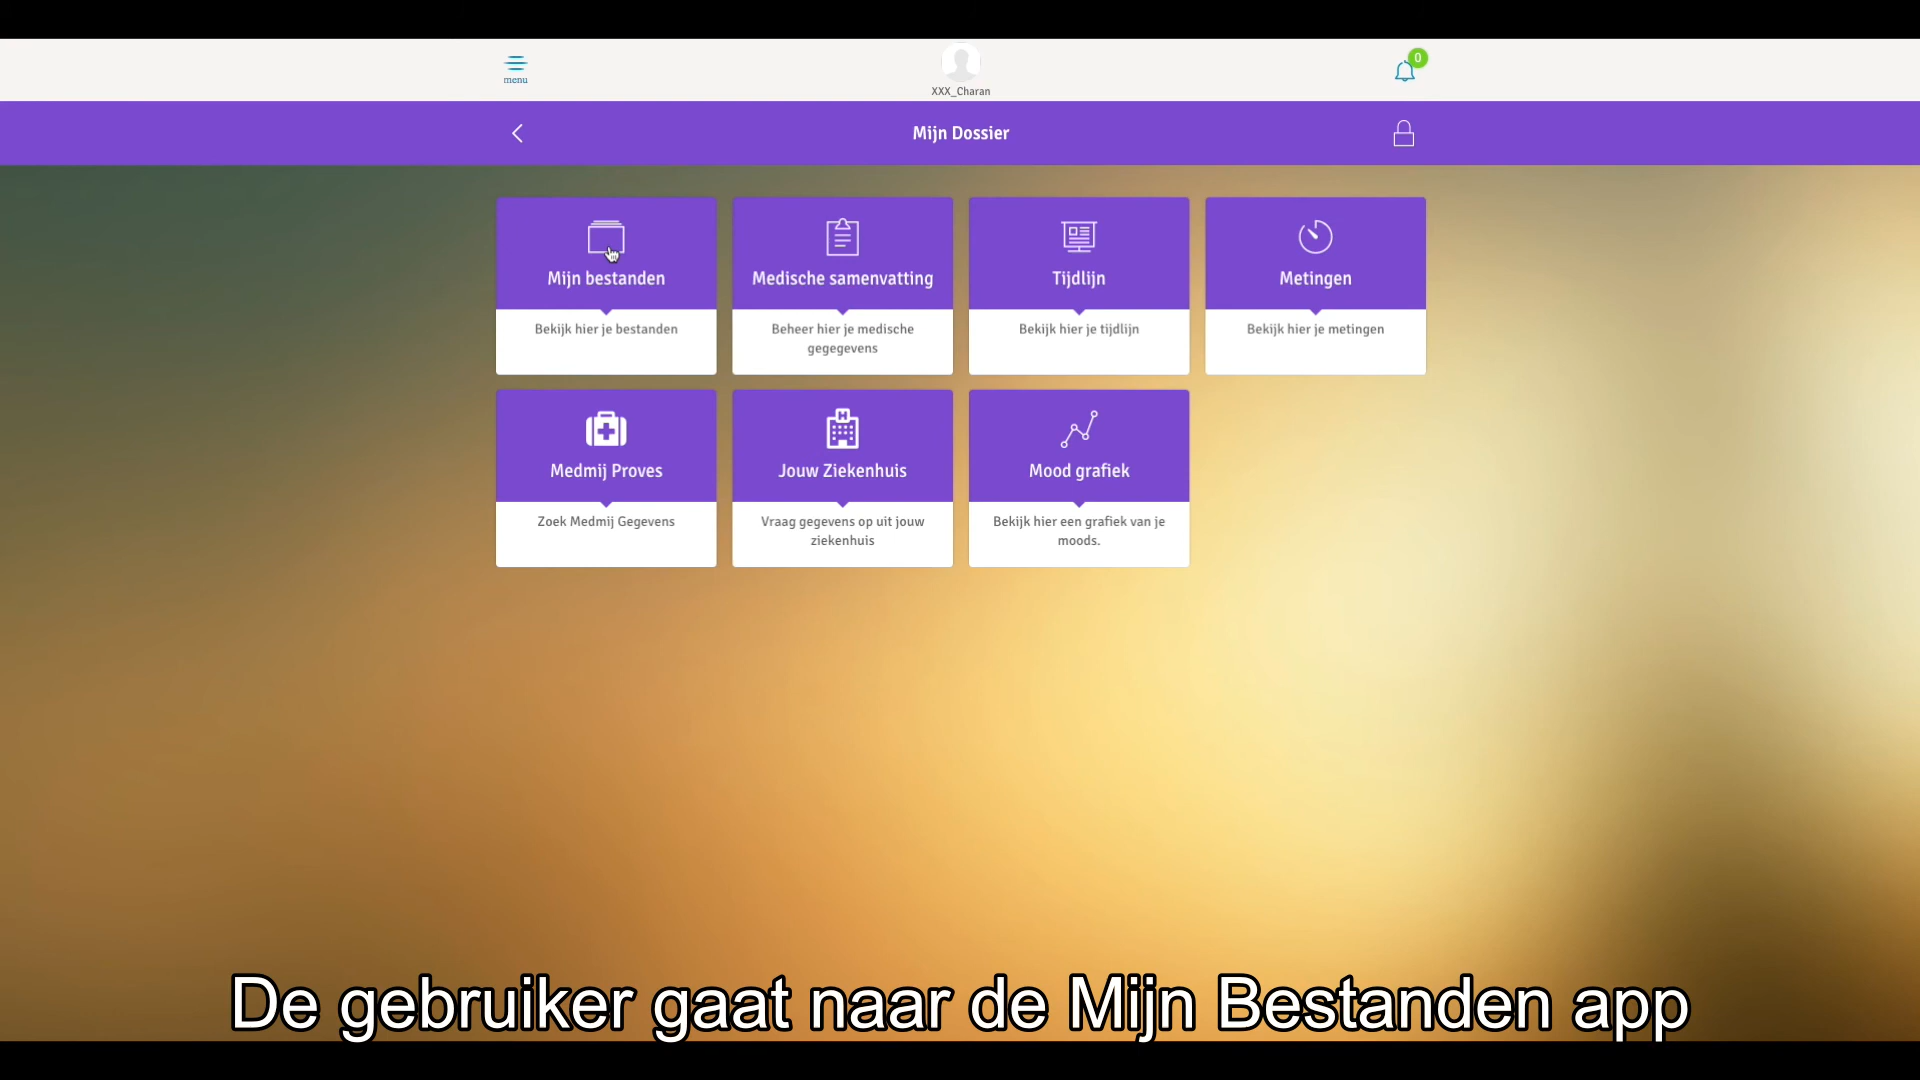 menu
XXX_Charan
0
Mijn Dossier
Mijn bestanden
Bekijk hier je bestanden
Medische samenvatting
Beheer hier je medische
gegegevens
Tijdlijn
Bekijk hier je tijdlijn
Metingen
Bekijk hier je metingen
Medmij Proves
Zoek Medmij Gegevens
H
Jouw Ziekenhuis
Vraag gegevens op uit jouw
ziekenhuis
Mood grafiek
Bekijk hier een grafiek van je
moods.
De gebruiker gaat naar de Mijn Bestanden app